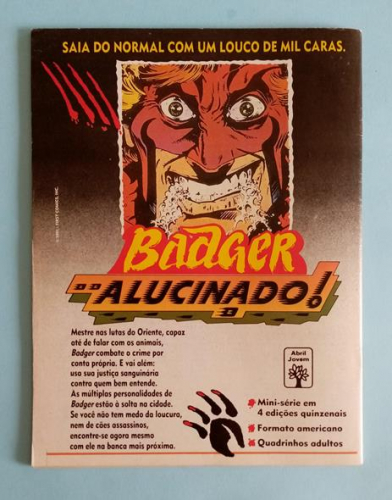 SAIA DO NORMAL COM UM LOUCO DE MIL CARAS.
BADGER
ALUCINADO!
Mestre nas lutas do Oriente, capaz
até de falar com os animais,
Badger combate o crime por
conta própria. E vai além:
usa sua justiça sanguinária
contra quem bem entende.
As múltiplas personalidades de
Badger estão à solta na cidade.
Se você não tem medo da loucura,
nem de cães assassinos,
encontre-se agora mesmo
com ele na banca mais próxima.
Abril
Jovem
Mini-série em
4 edições quinzenais
Formato americano
Quadrinhos adultos